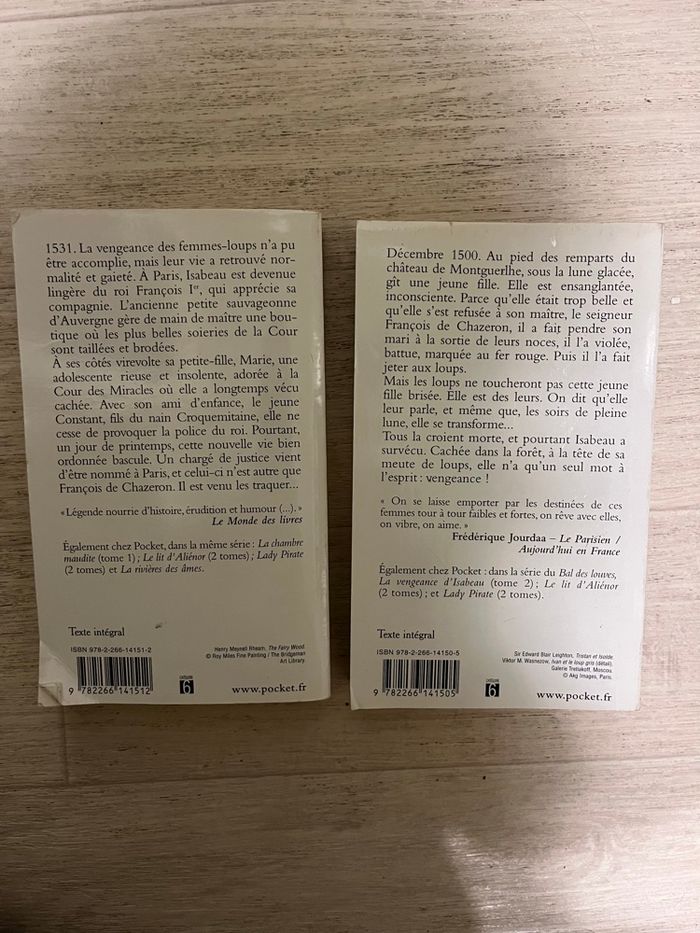 1531. La vengeance des femmes-loups n'a pu
être accomplie, mais leur vie a retrouvé nor-
malité et gaieté. À Paris, Isabeau est devenue
lingère du roi François Ier, qui apprécie sa
compagnie. L'ancienne petite sauvageonne
d'Auvergne gère de main de maître une bou-
tique où les plus belles soieries de la Cour
sont taillées et brodées.
À ses côtés virevolte sa petite-fille, Marie, une
adolescente rieuse et insolente, adorée à la
Cour des Miracles où elle a longtemps vécu
cachée. Avec son ami d'enfance, le jeune
Constant, fils du nain Croquemitaine, elle ne
cesse de provoquer la police du roi. Pourtant,
un jour de printemps, cette nouvelle vie bien
ordonnée bascule. Un chargé de justice vient
d'être nommé à Paris, et celui-ci n'est autre que
François de Chazeron. Il est venu les traquer...
« Légende nourrie d'histoire, érudition et humour (...). »
Le Monde des livres
Également chez Pocket, dans la même série : La chambre
maudite (tome 1) ; Le lit d'Aliénor (2 tomes) ; Lady Pirate
(2 tomes) et La rivières des âmes.
Texte intégral
ISBN 978-2-266-14151-2
Henry Meynell Rheam, The Fairy Wood
© Roy Miles Fine Painting / The Bridgeman
Art Library
9 782266 141512
catégorie
6
www.pocket.fr
Décembre 1500. Au pied des remparts du
château de Montguerlhe, sous la lune glacée,
gît une jeune fille. Elle est ensanglantée,
inconsciente. Parce qu'elle était trop belle et
qu'elle s'est refusée à son maître, le seigneur
François de Chazeron, il a fait pendre son
mari à la sortie de leurs noces, il l'a violée,
battue, marquée au fer rouge. Puis il l'a fait
jeter aux loups.
Mais les loups ne toucheront pas cette jeune
fille brisée. Elle est des leurs. On dit qu'elle
leur parle, et même que, les soirs de pleine
lune, elle se transforme...
Tous la croient morte, et pourtant Isabeau a
survécu. Cachée dans la forêt, à la tête de sa
meute de loups, elle n'a qu'un seul mot à
l'esprit : vengeance !
« On se laisse emporter par les destinées de ces
femmes tour à tour faibles et fortes, on rêve avec elles,
on vibre, on aime. »
Frédérique Jourdaa – Le Parisien /
Aujourd'hui en France
Également chez Pocket : dans la série du Bal des louves,
La vengeance d'Isabeau (tome 2) ; Le lit d'Aliénor
(2 tomes) ; et Lady Pirate (2 tomes).
Texte intégral
ISBN 978-2-266-14150-5
Sir Edward Blair Leighton, Tristan et Isolde
Viktor M. Wasnezow, Ivan et le loup gris (détail),
Galerie Tretiakoff, Moscou
© Akg Images, Paris.
9 782266 141505
catégorie
6
www.pocket.fr